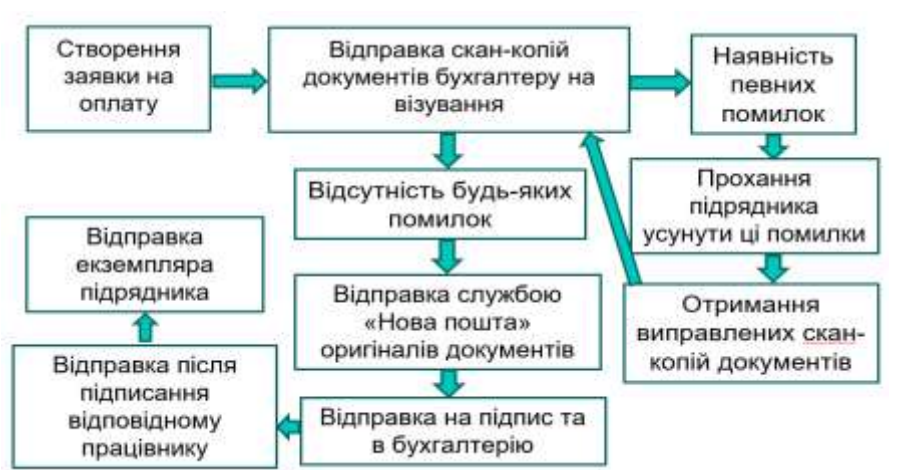 Створення
заявки на
оплату
Відправка скан-копій
документів бухгалтеру на
візування
Наявність
певних
помилок
Відсутність будь-яких
помилок
Прохання
підрядника
усунути ці помилки
Відправка
екземпляра
підрядника
Відправка службою
«Нова пошта»
оригіналів документів
Отримання
виправлених скан-
копій документів
Відправка після
підписання
відповідному
працівнику
Відправка на підпис та
в бухгалтерію